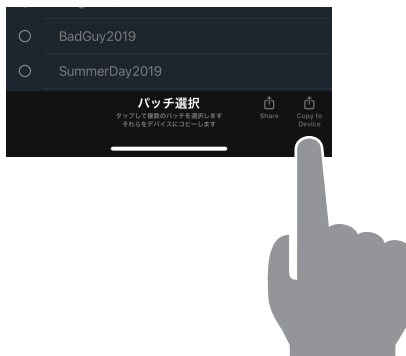 BadGuy2019
SummerDay2019
パッチ選択
タップして複数のパッチを選択します
それらをデバイスにコピーします
Share
Copy to
Device